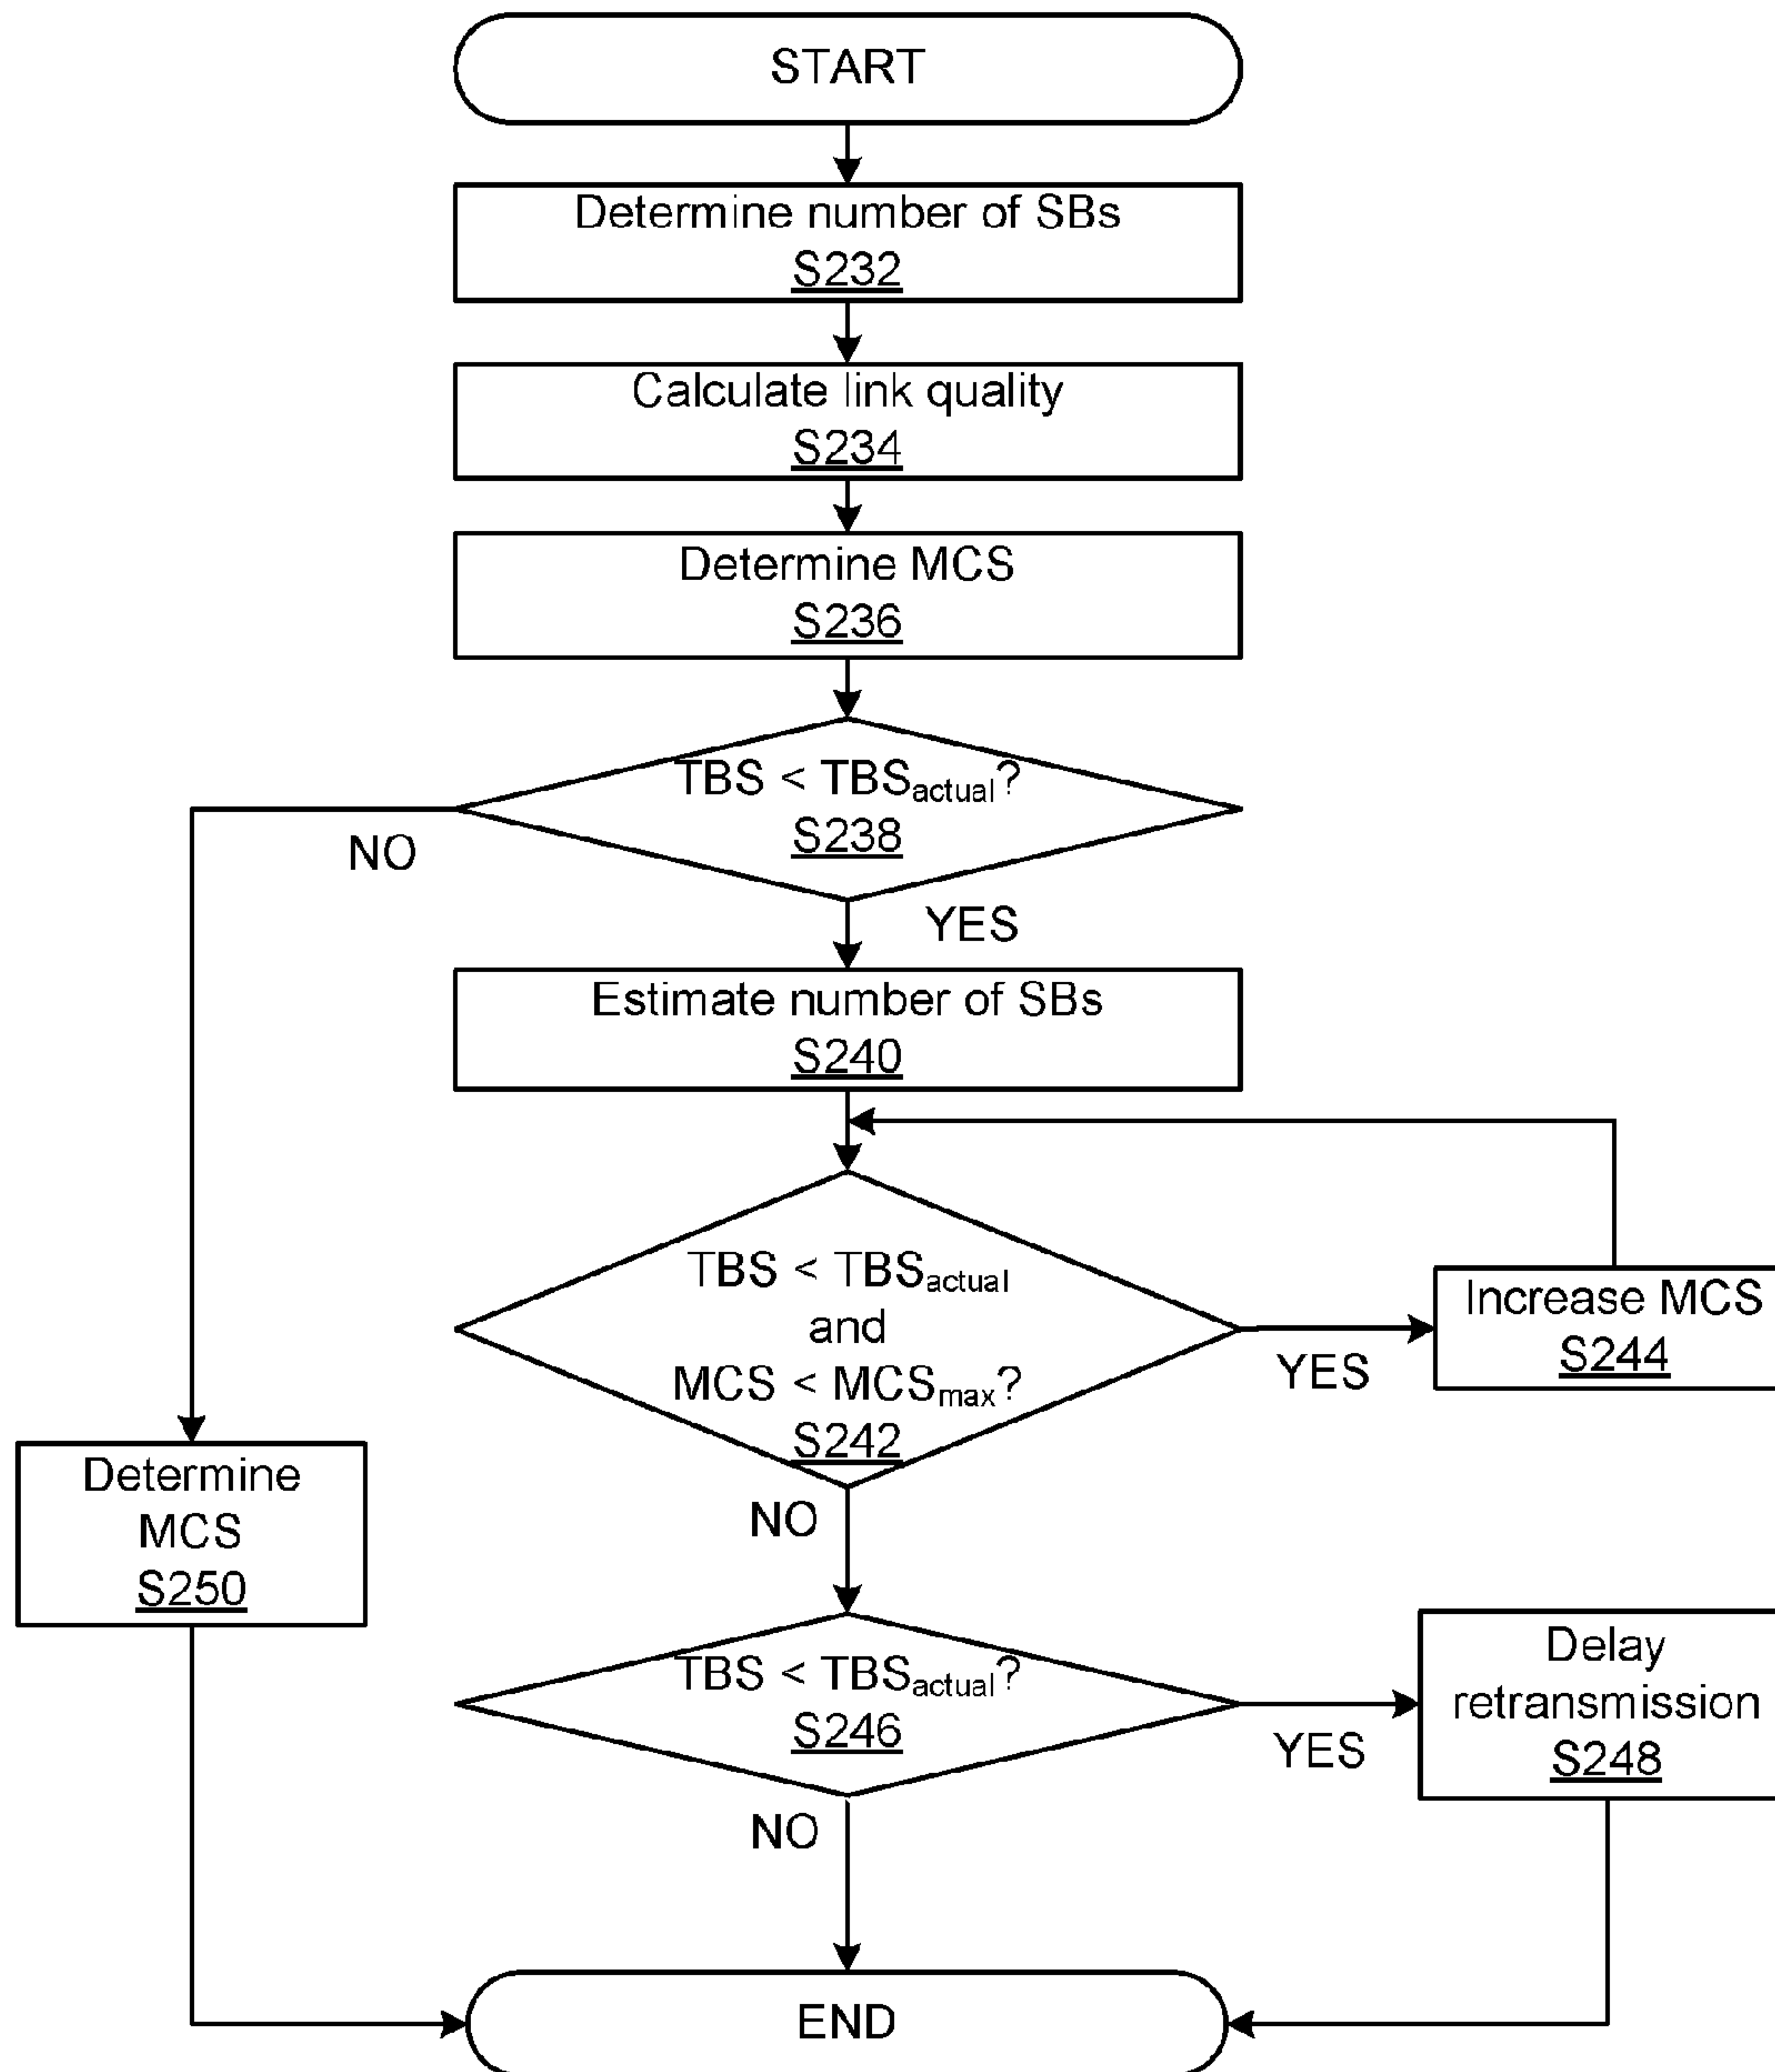 START
Determine number of SBs
S232
Calculate link quality
S234
Determine MCS
S236
TBS < TBSactual?
S238
NO
YES
Estimate number of SBs
S240
TBS < TBSactual
and
MCS < MCSmax?
S242
YES
Increase MCS
S244
NO
Determine
MCS
S250
TBS < TBSactual?
S246
YES
Delay
retransmission
S248
NO
END